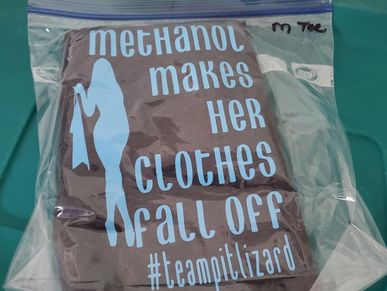 m Tee
methanol
makes
her
clothes
fall off
#teampitlizard